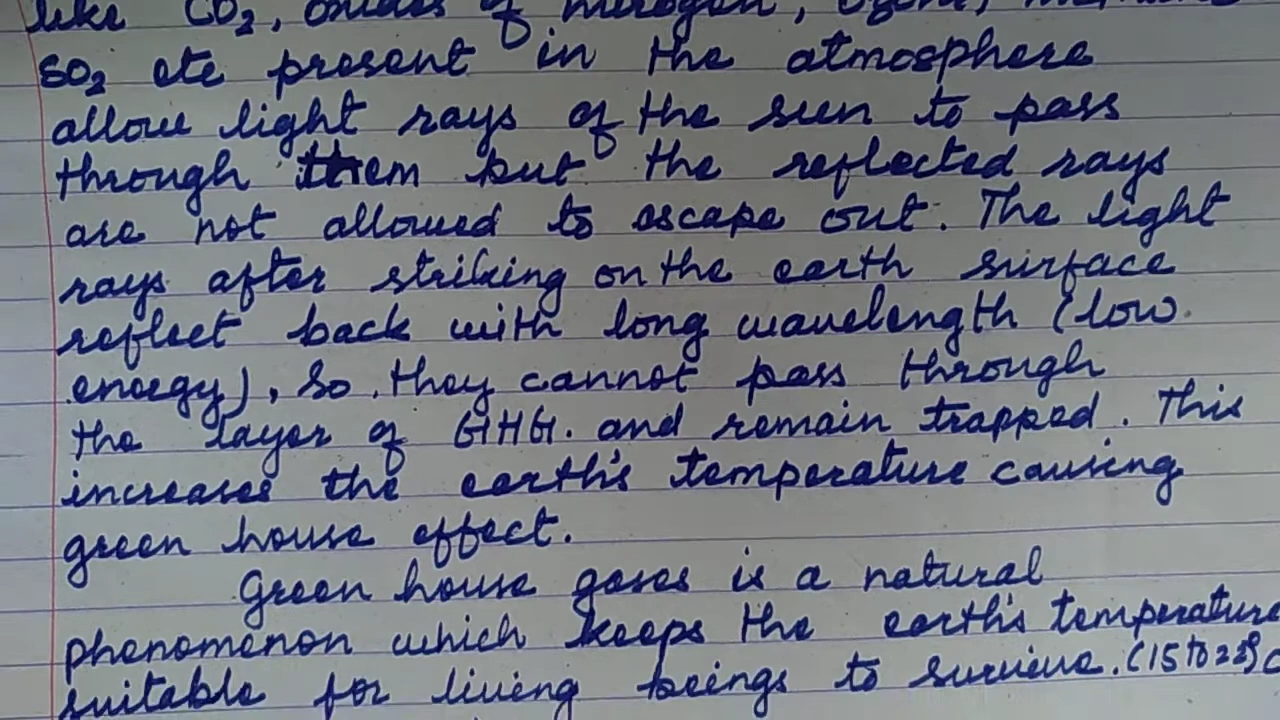 like CO2, oxides of nitrogen, ozone,
SO2 etc present in the atmosphere
allow light rays of the sun to pass
through them but the reflected rays
are not allowed to escape out. The light
rays after striking on the earth surface
reflect back with long wavelength (low
energy), so they cannot pass through
the layer of GHG. and remain trapped. This
increases the earth's temperature causing
green house effect.
Green house gases is a natural
phenomenon which keeps the earth's temperature
suitable for living beings to survive. (15 to